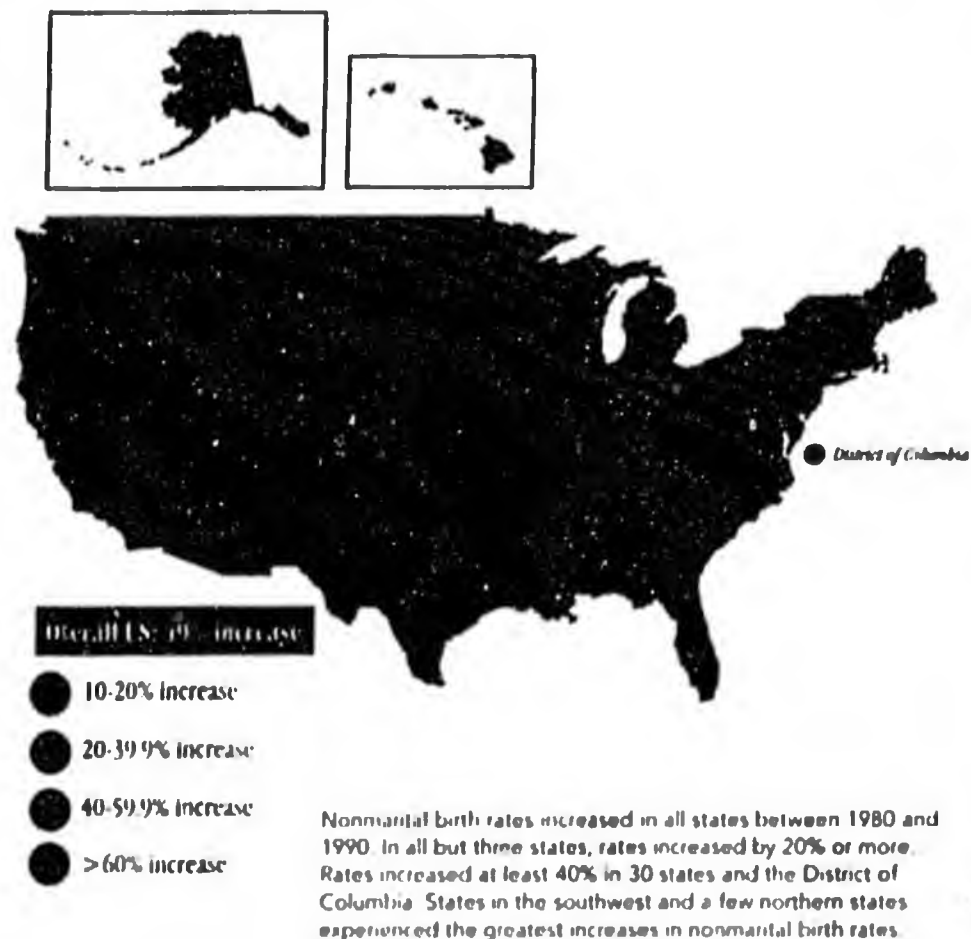 District of Columbia
Overall US: increase
10-20% increase
20-39.9% increase
40-59.9% increase
>60% increase
Nonmarital birth rates increased in all states between 1980 and
1990. In all but three states, rates increased by 20% or more.
Rates increased at least 40% in 30 states and the District of
Columbia. States in the southwest and a few northern states
experienced the greatest increases in nonmarital birth rates.